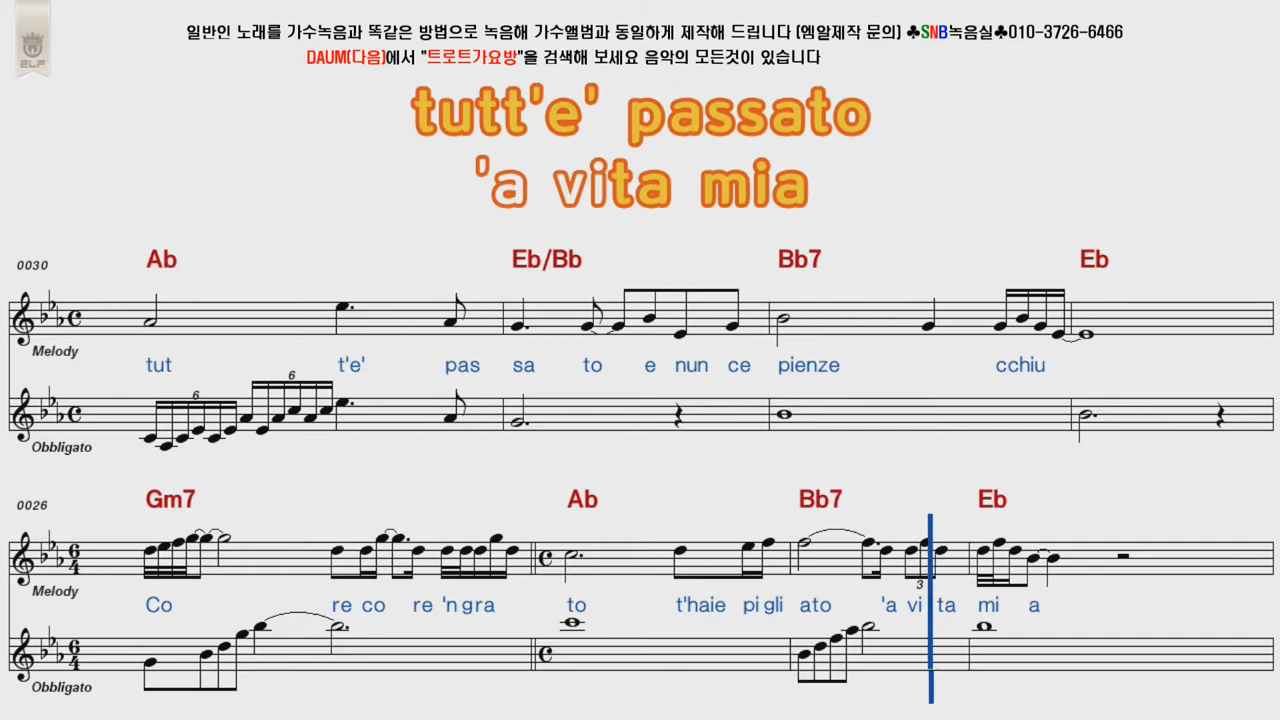 일반인 노래를 가수녹음과 똑같은 방법으로 녹음해 가수앨범과 동일하게 제작해 드립니다 (엠알제작 문의) ♣SNB녹음실♣010-3726-6466
DAUM(다음)에서 "트로트가요방"을 검색해 보세요 음악의 모든것이 있습니다
ELF
tutt'e' passato
'a vita mia
0030 Ab Eb/Bb Bb7 Eb
Melody
tut t'e' pas sa to e nun ce pienze cchiu
6 6
Obbligato
0026 Gm7 Ab Bb7 Eb
6 4
Melody
3
Co re co re 'n gra to t'haie pi gli ato 'a vi ta mi a
6 4
Obbligato